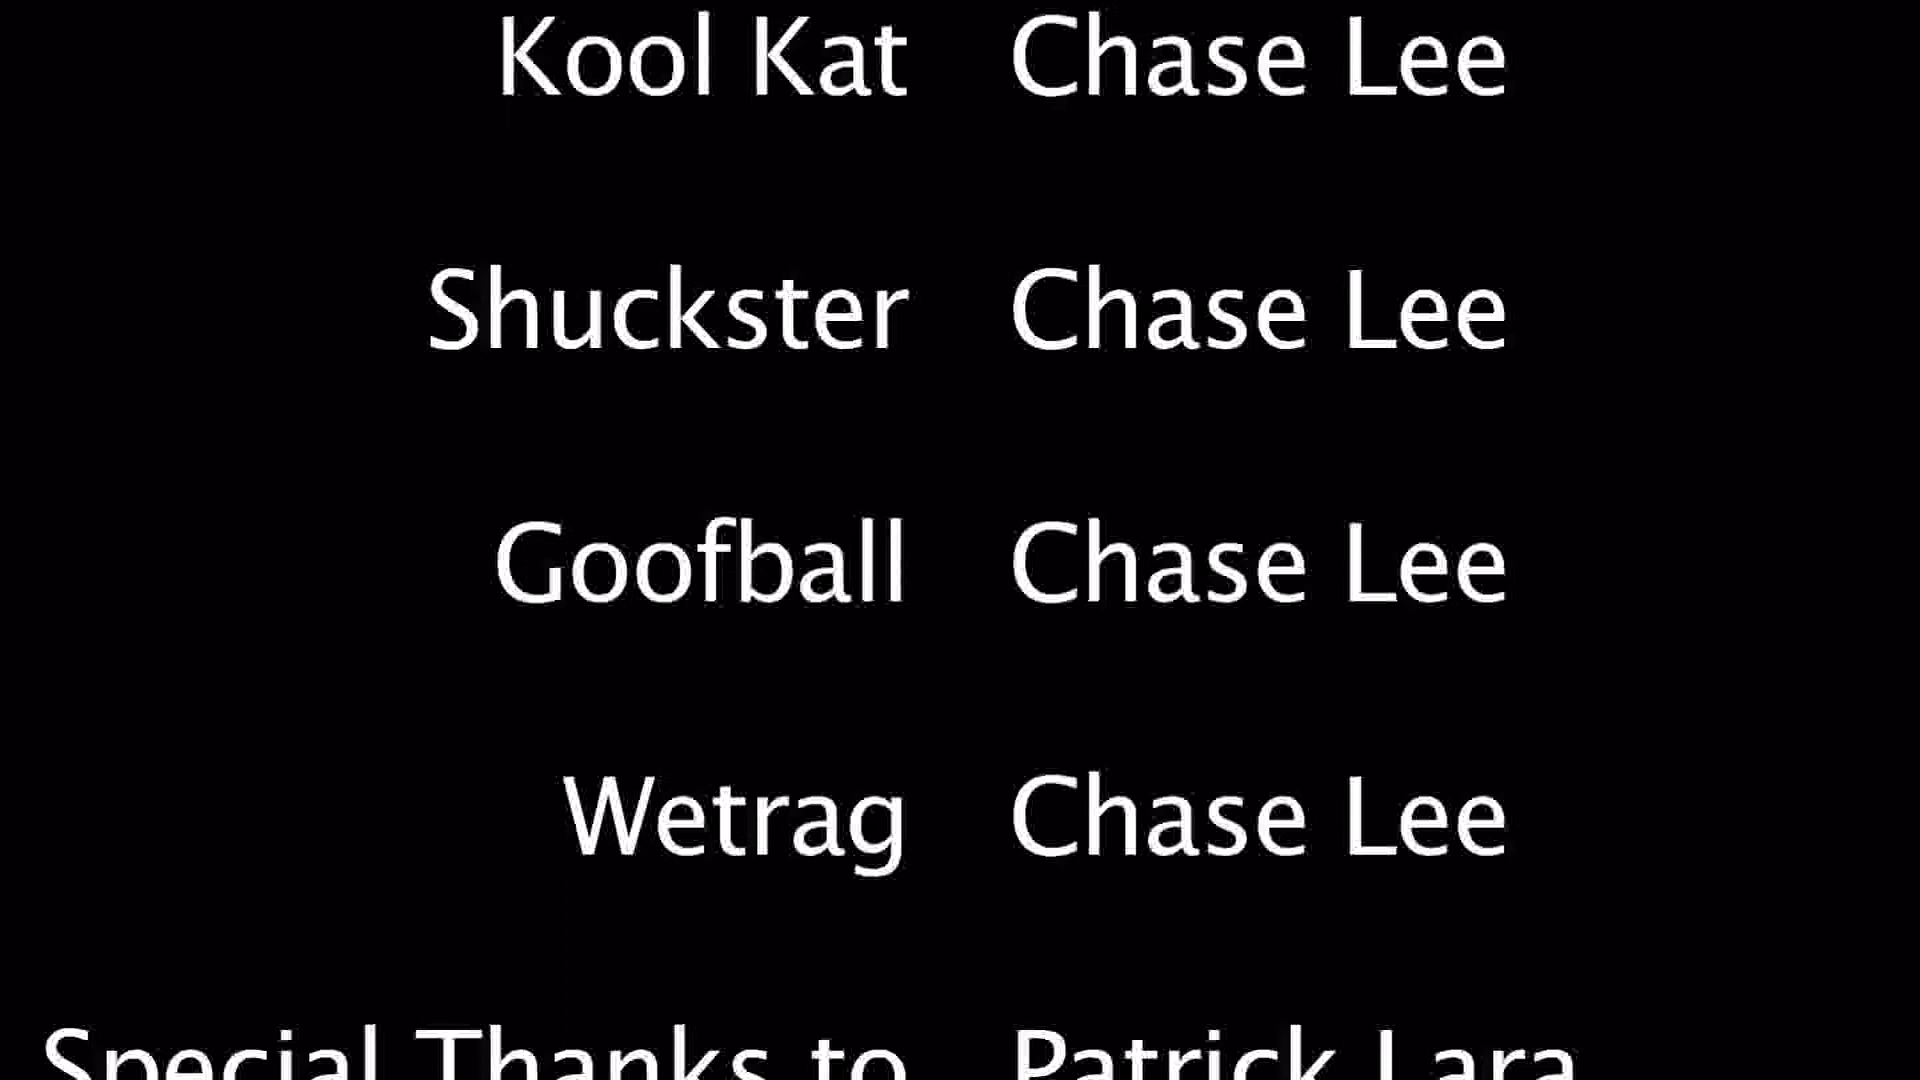 Kool Kat Chase Lee
Shuckster Chase Lee
Goofball Chase Lee
Wetrag Chase Lee
Special Thanks to Patrick Lara